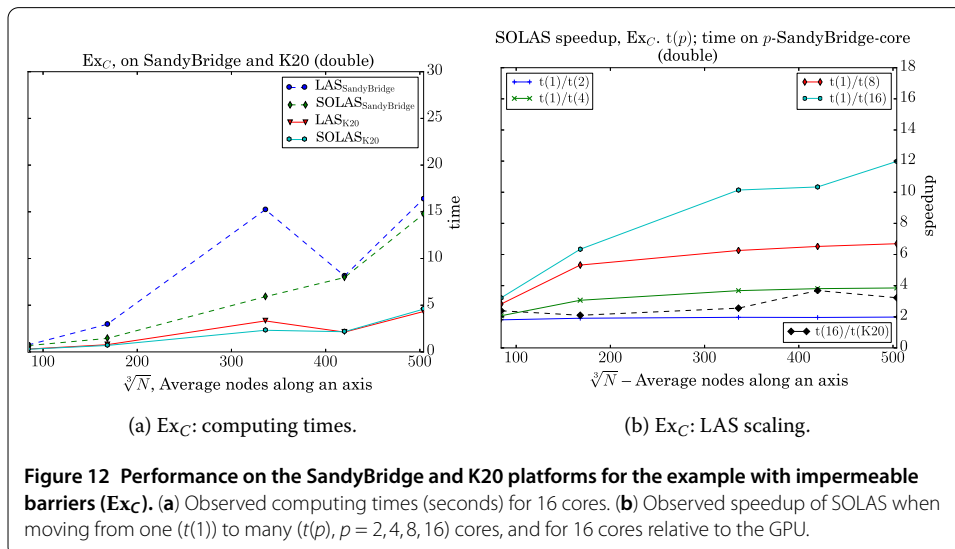 Ex_C, on SandyBridge and K20 (double)
LAS_SandyBridge
SOLAS_SandyBridge
LAS_K20
SOLAS_K20
30
25
20
15
10
5
0
time
100 200 300 400 500
∛N, Average nodes along an axis
(a) Ex_C: computing times.
SOLAS speedup, Ex_C. t(p); time on p-SandyBridge-core
(double)
t(1)/t(2)
t(1)/t(4)
t(1)/t(8)
t(1)/t(16)
t(16)/t(K20)
18
16
14
12
10
8
6
4
2
0
speedup
100 200 300 400 500
∛N – Average nodes along an axis
(b) Ex_C: LAS scaling.
Figure 12 Performance on the SandyBridge and K20 platforms for the example with impermeable
barriers (Ex_C). (a) Observed computing times (seconds) for 16 cores. (b) Observed speedup of SOLAS when
moving from one (t(1)) to many (t(p), p = 2, 4, 8, 16) cores, and for 16 cores relative to the GPU.